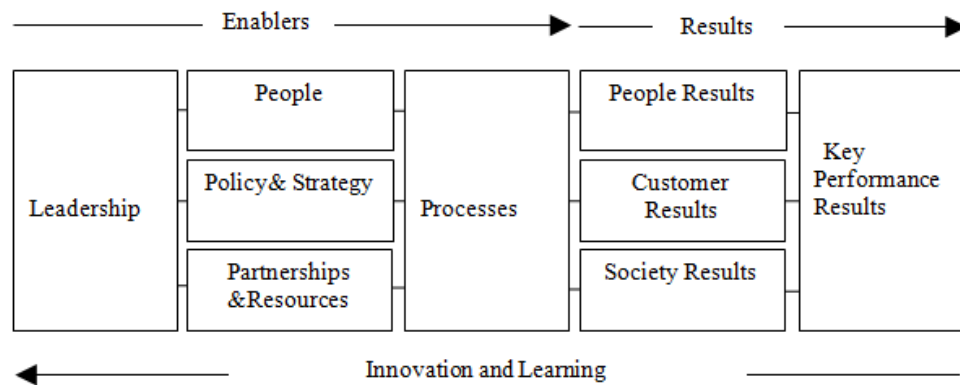 Enablers
Results
Leadership
People
Policy& Strategy
Partnerships
&Resources
Processes
People Results
Customer
Results
Society Results
Key
Performance
Results
Innovation and Learning